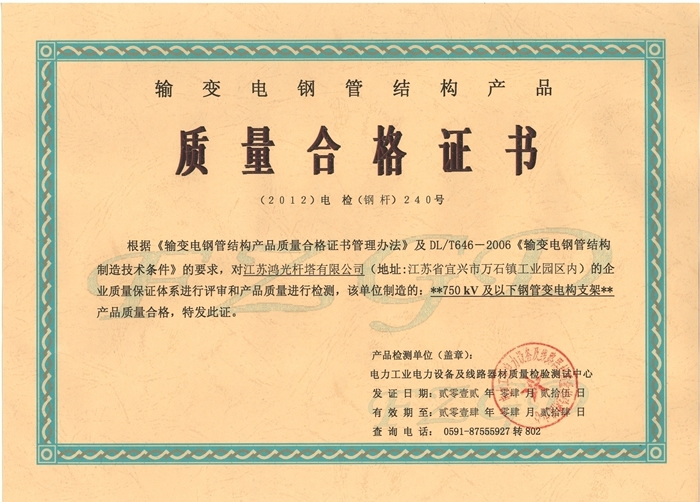 输变电钢管结构产品
质量合格证书
(2012)电 检(钢杆)240号
根据《输变电钢管结构产品质量合格证书管理办法》及DL/T646－2006《输变电钢管结构
制造技术条件》的要求，对江苏鸿光杆塔有限公司（地址:江苏省宜兴市万石镇工业园区内）的企
业质量保证体系进行评审和产品质量进行检测，该单位制造的：**750 kV 及以下钢管变电构支架**
产品质量合格，特发此证。
产品检测单位（盖章）：
电力工业电力设备及线路器材质量检验测试中心
发 证 日 期：贰零壹贰 年 零肆 月 贰拾伍 日
有 效 期 至：贰零壹肆 年 零肆 月 贰拾肆 日
查 询 电 话： 0591-87555927 转 802